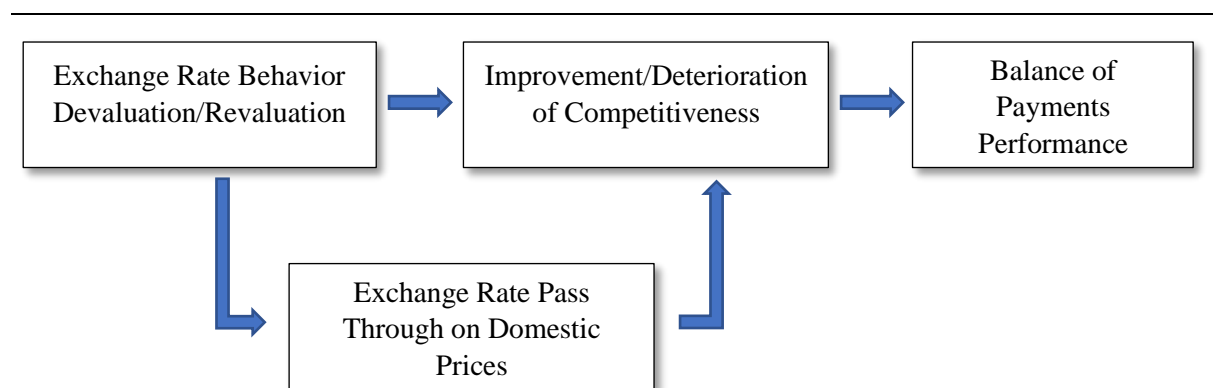 Exchange Rate Behavior
Devaluation/Revaluation
Improvement/Deterioration
of Competitiveness
Balance of
Payments
Performance
Exchange Rate Pass
Through on Domestic
Prices